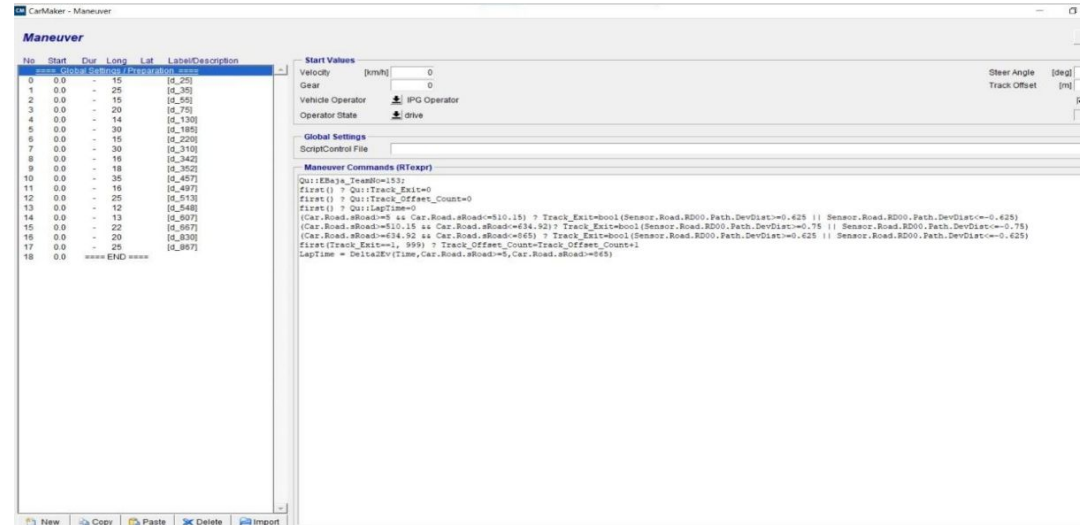 CM CarMaker - Maneuver
Maneuver
No Start Dur Long Lat Label/Description
==== Global Settings / Preparation ====
0 0.0 - 15 [d_25]
1 0.0 - 25 [d_35]
2 0.0 - 15 [d_55]
3 0.0 - 20 [d_75]
4 0.0 - 14 [d_130]
5 0.0 - 30 [d_185]
6 0.0 - 15 [d_220]
7 0.0 - 30 [d_310]
8 0.0 - 16 [d_342]
9 0.0 - 18 [d_352]
10 0.0 - 35 [d_457]
11 0.0 - 16 [d_497]
12 0.0 - 25 [d_513]
13 0.0 - 12 [d_548]
14 0.0 - 13 [d_607]
15 0.0 - 22 [d_667]
16 0.0 - 20 [d_830]
17 0.0 - 25 [d_867]
18 0.0 ==== END ====
New Copy Paste Delete Import
Start Values
Velocity [km/h] 0 Steer Angle [deg]
Gear 0 Track Offset [m]
Vehicle Operator IPG Operator
Operator State drive
Global Settings
ScriptControl File
Maneuver Commands (RTexpr)
Qu::EBaja_TeamNo=153;
first() ? Qu::Track_Exit=0
first() ? Qu::Track_Offset_Count=0
first() ? Qu::LapTime=0
(Car.Road.sRoad>=5 && Car.Road.sRoad<=510.15) ? Track_Exit=bool(Sensor.Road.RD00.Path.DevDist>=0.625 || Sensor.Road.RD00.Path.DevDist<=-0.625)
(Car.Road.sRoad>=510.15 && Car.Road.sRoad<=634.92)? Track_Exit=bool(Sensor.Road.RD00.Path.DevDist>=0.75 || Sensor.Road.RD00.Path.DevDist<=-0.75)
(Car.Road.sRoad>=634.92 && Car.Road.sRoad<=865) ? Track_Exit=bool(Sensor.Road.RD00.Path.DevDist>=0.625 || Sensor.Road.RD00.Path.DevDist<=-0.625)
first(Track_Exit==1, 999) ? Track_Offset_Count=Track_Offset_Count+1
LapTime = Delta2Ev(Time,Car.Road.sRoad>=5,Car.Road.sRoad>=865)